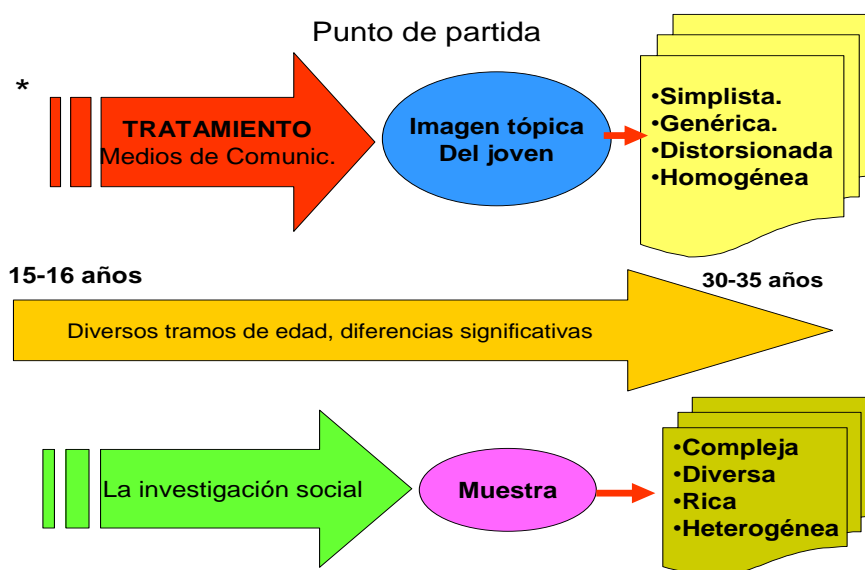 Punto de partida
*
TRATAMIENTO
Medios de Comunic.
Imagen tópica
Del joven
•Simplista.
•Genérica.
•Distorsionada
•Homogénea
15-16 años
30-35 años
Diversos tramos de edad, diferencias significativas
La investigación social
Muestra
•Compleja
•Diversa
•Rica
•Heterogénea